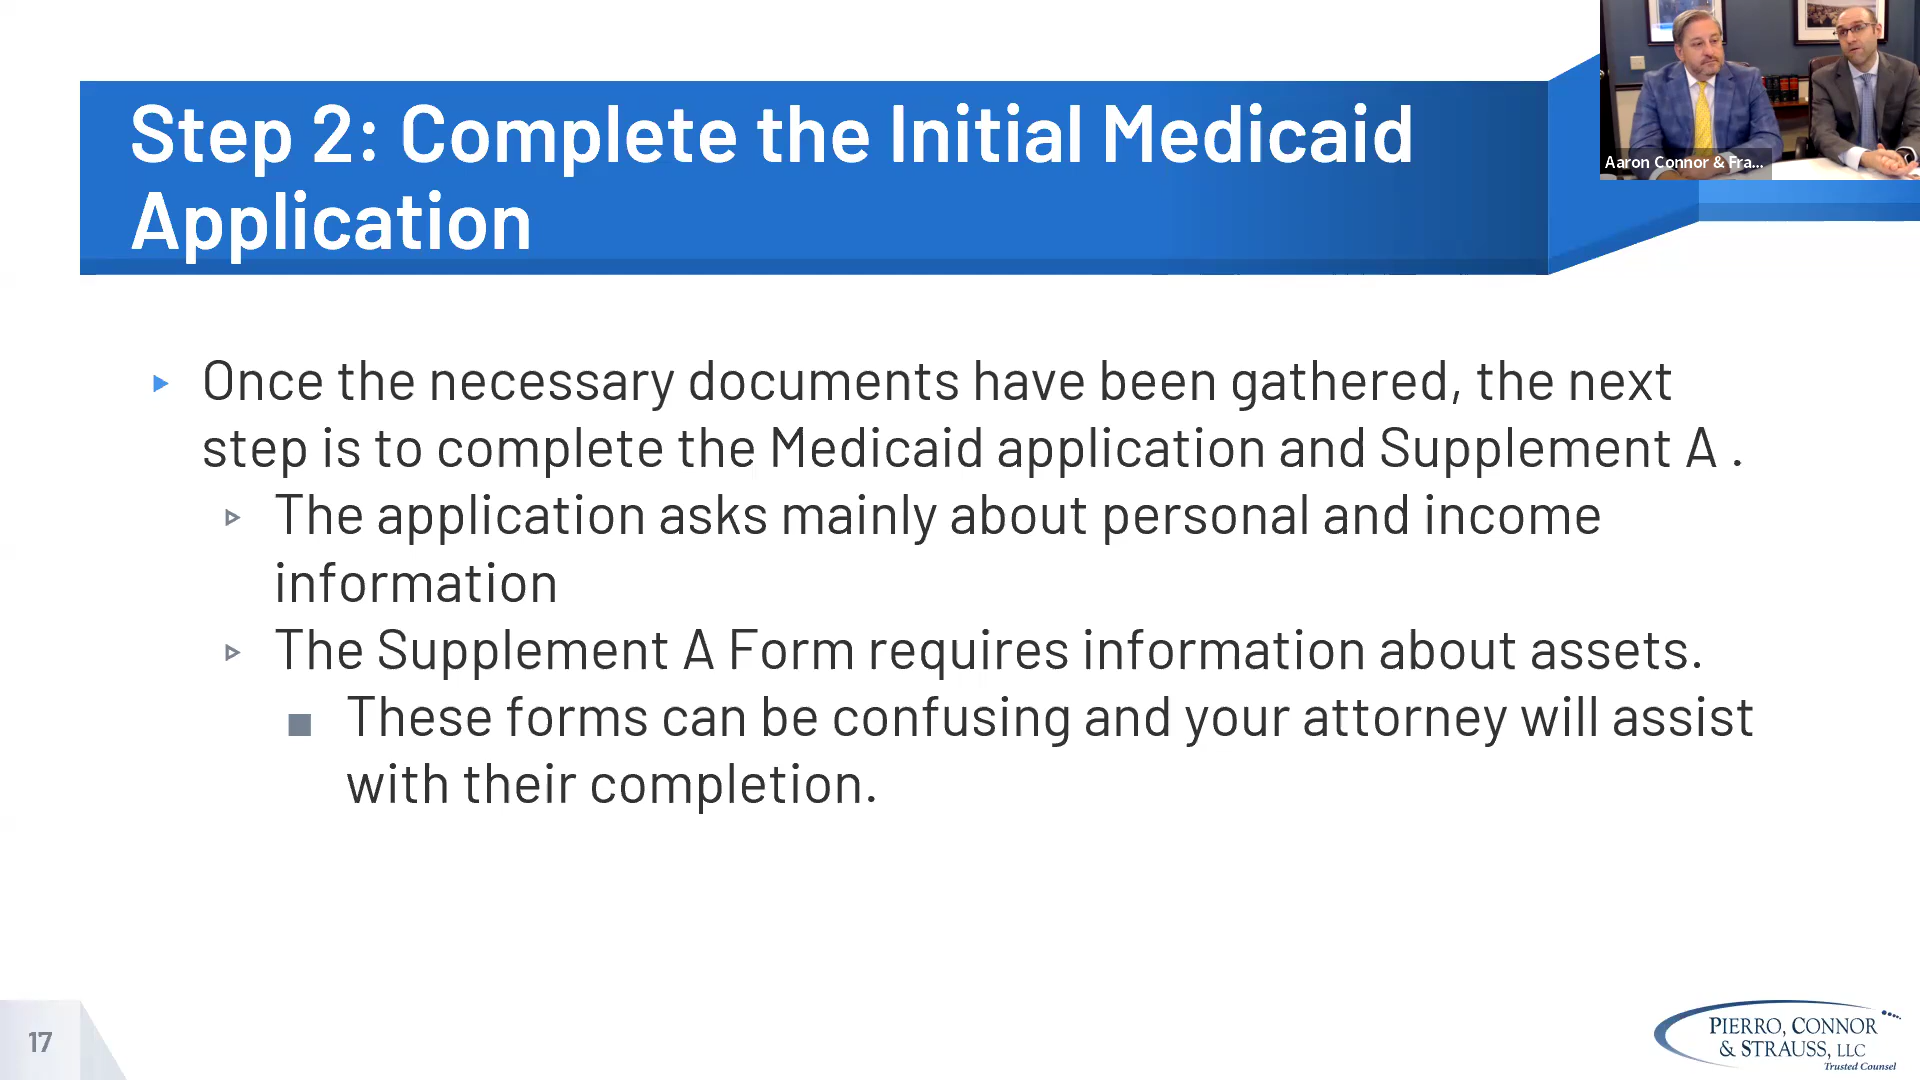 Step 2: Complete the Initial Medicaid
Application
Aaron Connor & Fra...
Once the necessary documents have been gathered, the next
step is to complete the Medicaid application and Supplement A .
The application asks mainly about personal and income
information
The Supplement A Form requires information about assets.
These forms can be confusing and your attorney will assist
with their completion.
17
PIERRO, CONNOR
& STRAUSS, LLC
Trusted Counsel